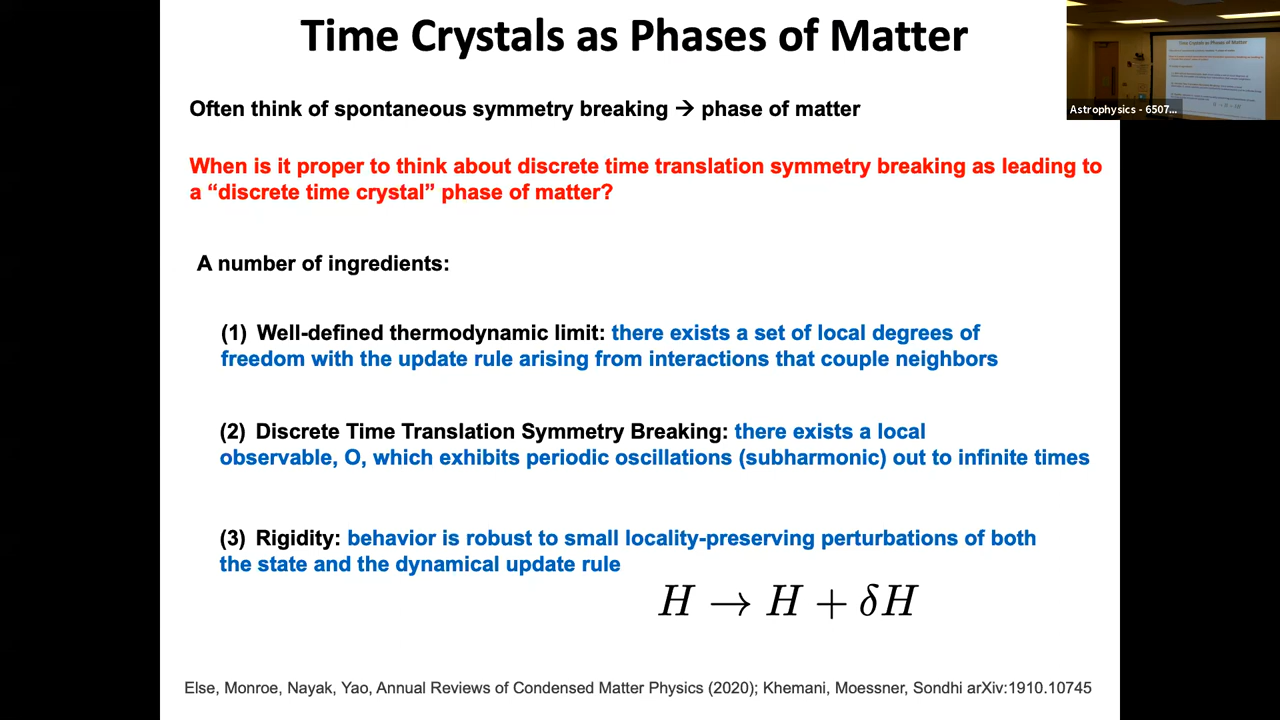 Time Crystals as Phases of Matter
Astrophysics - 6507...
Often think of spontaneous symmetry breaking → phase of matter
When is it proper to think about discrete time translation symmetry breaking as leading to
a “discrete time crystal” phase of matter?
A number of ingredients:
(1) Well-defined thermodynamic limit: there exists a set of local degrees of
freedom with the update rule arising from interactions that couple neighbors
(2) Discrete Time Translation Symmetry Breaking: there exists a local
observable, O, which exhibits periodic oscillations (subharmonic) out to infinite times
(3) Rigidity: behavior is robust to small locality-preserving perturbations of both
the state and the dynamical update rule
H → H + δH
Else, Monroe, Nayak, Yao, Annual Reviews of Condensed Matter Physics (2020); Khemani, Moessner, Sondhi arXiv:1910.10745